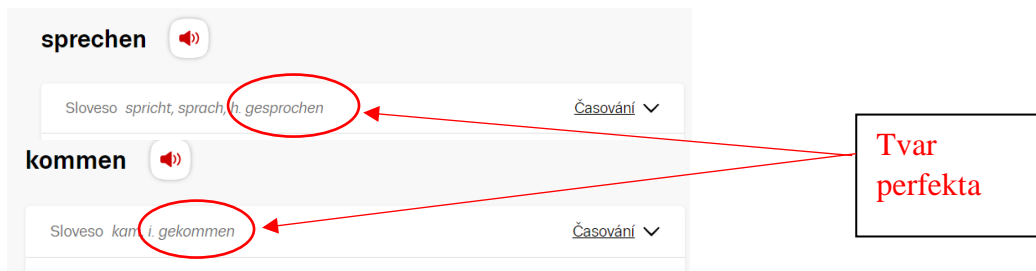 sprechen
Sloveso spricht, sprach, h. gesprochen Časování
kommen
Sloveso kam, i. gekommen Časování
Tvar
perfekta